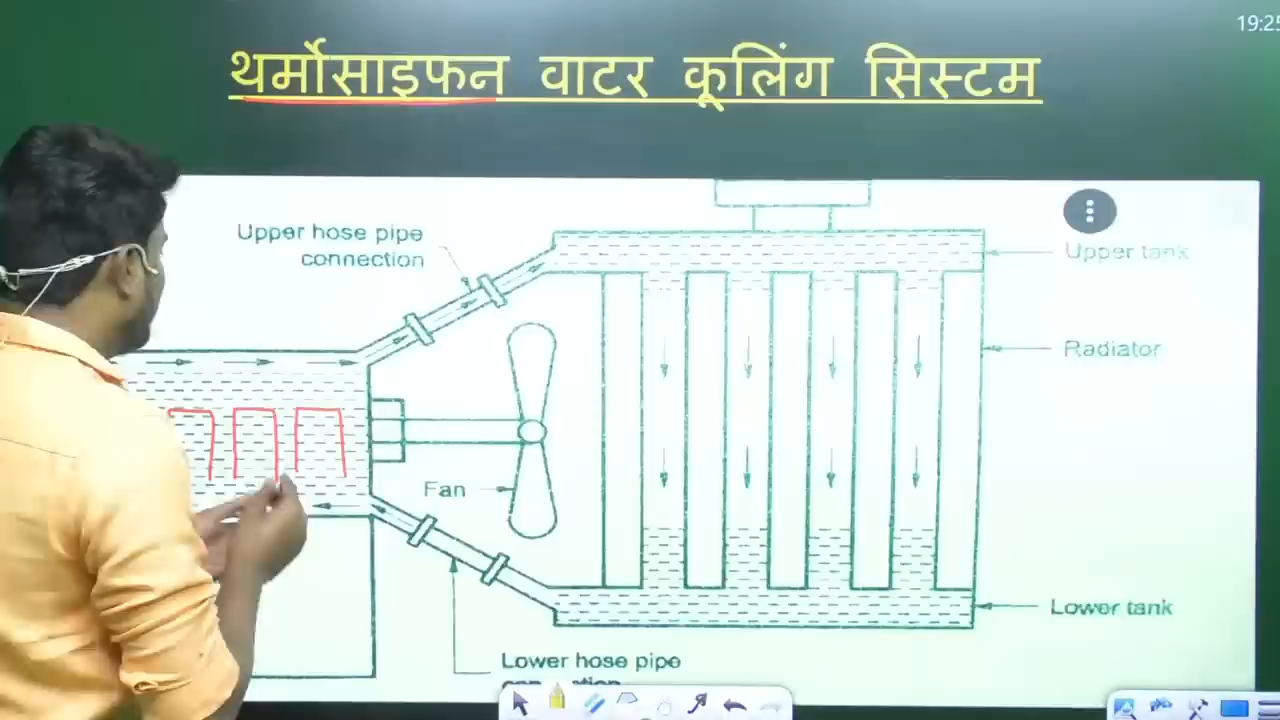 19:25
थर्मोसाइफन वाटर कूलिंग सिस्टम
Upper hose pipe
connection
Upper tank
Radiator
Fan
Lower tank
Lower hose pipe